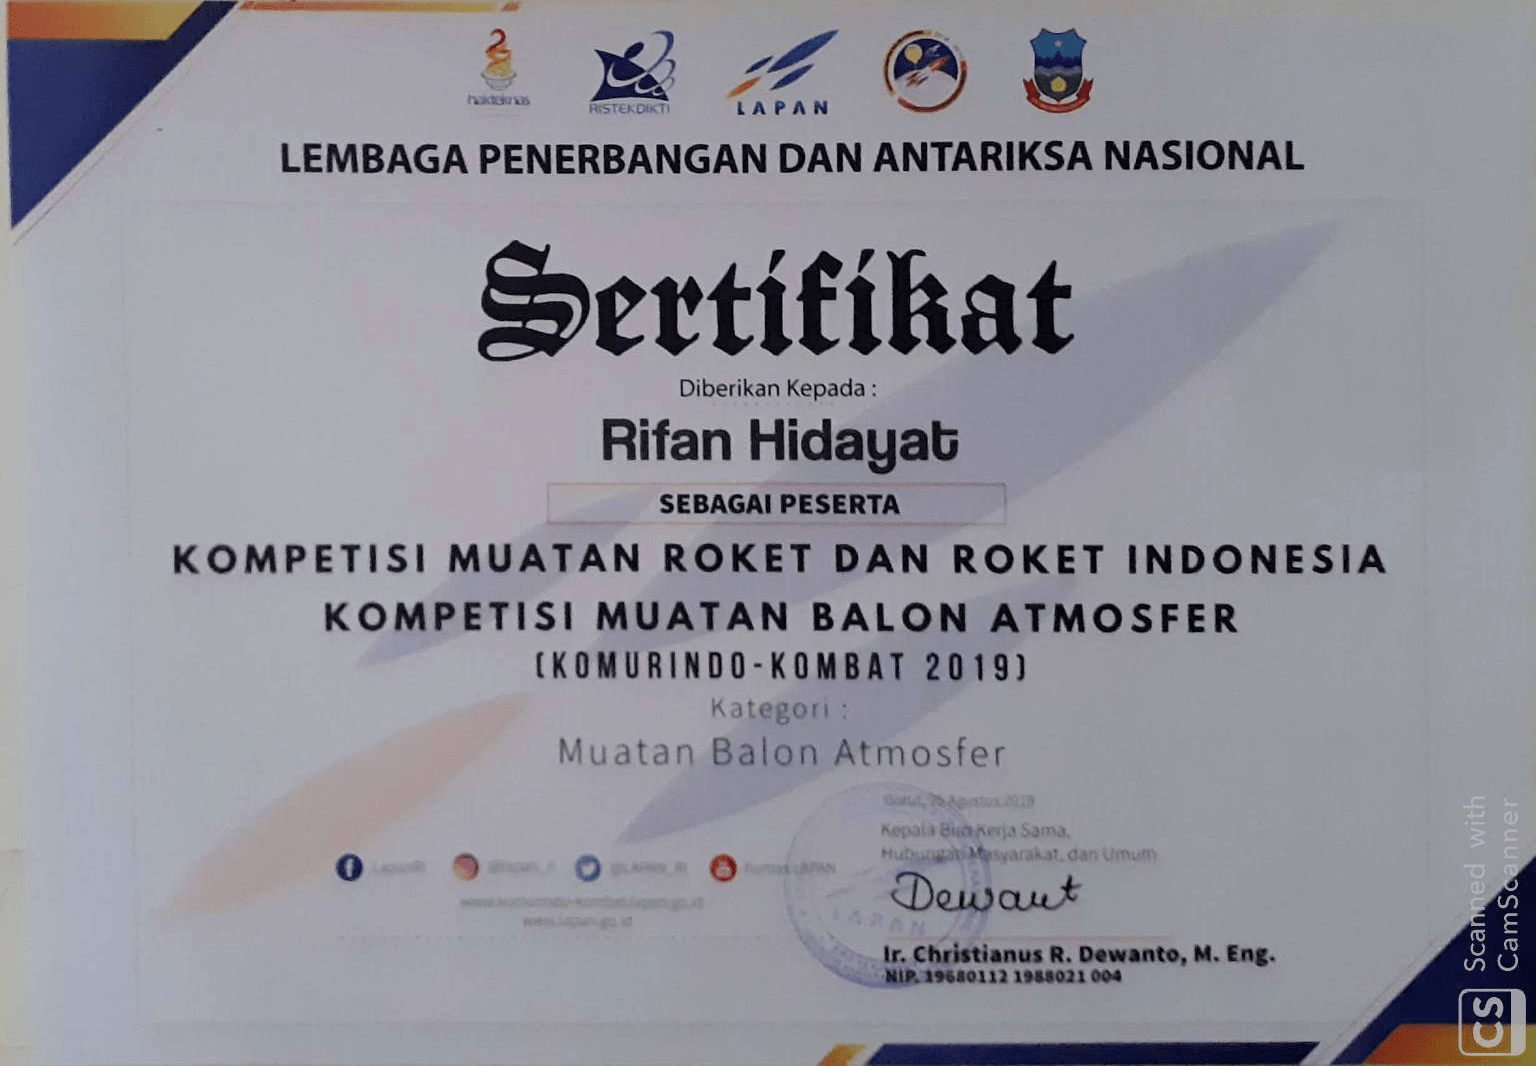 hakteknas
RISTEKDIKTI
LAPAN
LEMBAGA PENERBANGAN DAN ANTARIKSA NASIONAL
Sertifikat
Diberikan Kepada :
Rifan Hidayat
SEBAGAI PESERTA
KOMPETISI MUATAN ROKET DAN ROKET INDONESIA
KOMPETISI MUATAN BALON ATMOSFER
(KOMURINDO-KOMBAT 2019)
Kategori :
Muatan Balon Atmosfer
Garut, 25 Agustus 2019
Kepala Biro Kerja Sama,
Hubungan Masyarakat, dan Umum
LapanRI
@lapan_ri
@LAPAN_RI
humas LAPAN
www.komurindo-kombat.lapan.go.id
www.lapan.go.id
Dewant
LAPAN
Ir. Christianus R. Dewanto, M. Eng.
NIP. 19680112 1988021 004
Scanned with
CamScanner
CS